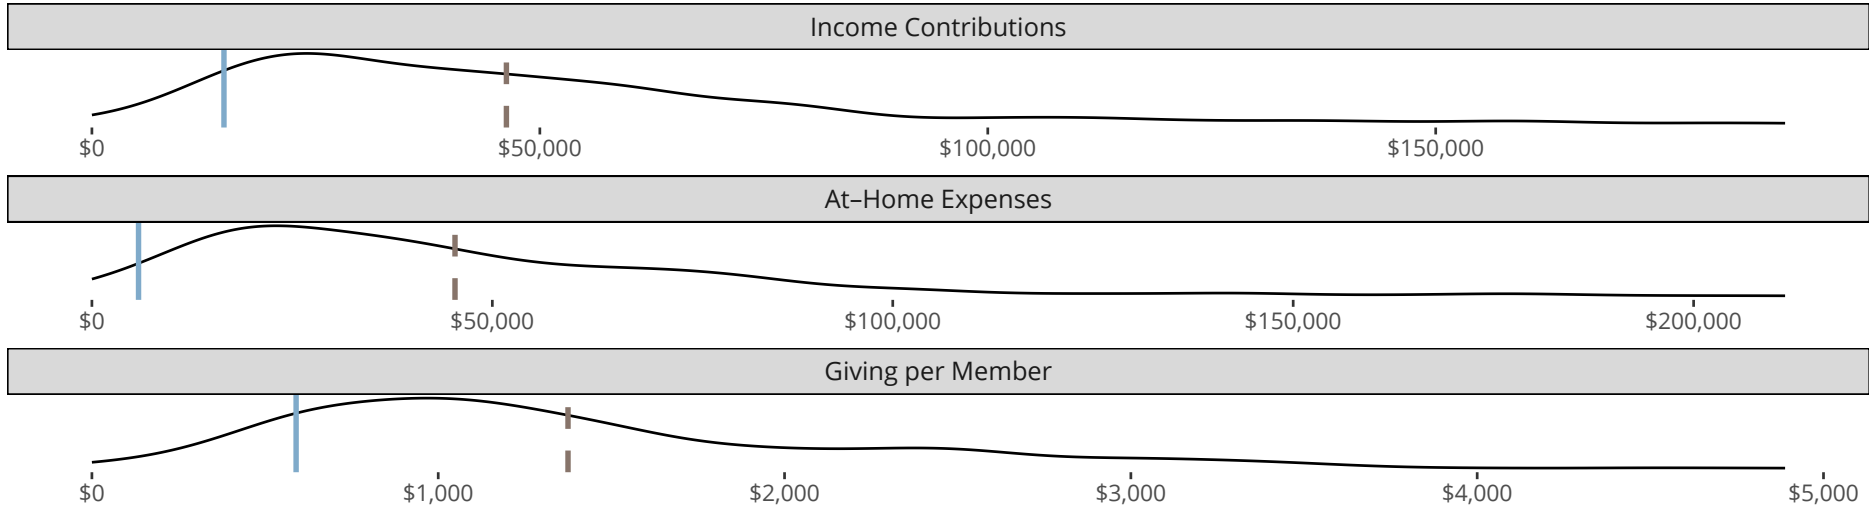 Income Contributions
$0 $50,000 $100,000 $150,000
At–Home Expenses
$0 $50,000 $100,000 $150,000 $200,000
Giving per Member
$0 $1,000 $2,000 $3,000 $4,000 $5,000